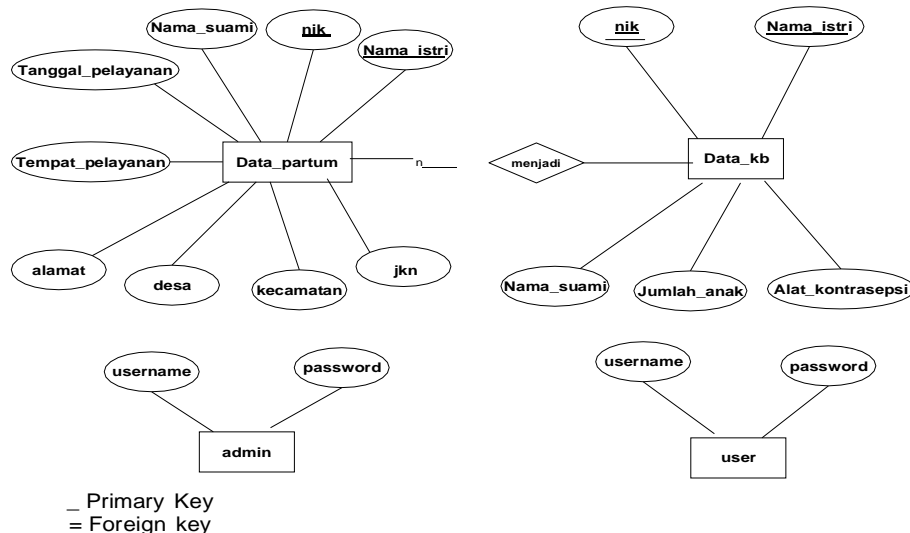 Nama_suami
nik
Nama_istri
Tanggal_pelayanan
Tempat_pelayanan
Data_partum
n
alamat
desa
kecamatan
jkn
nik
Nama_istri
menjadi
Data_kb
Nama_suami
Jumlah_anak
Alat_kontrasepsi
username
password
admin
username
password
user
_ Primary Key
= Foreign key